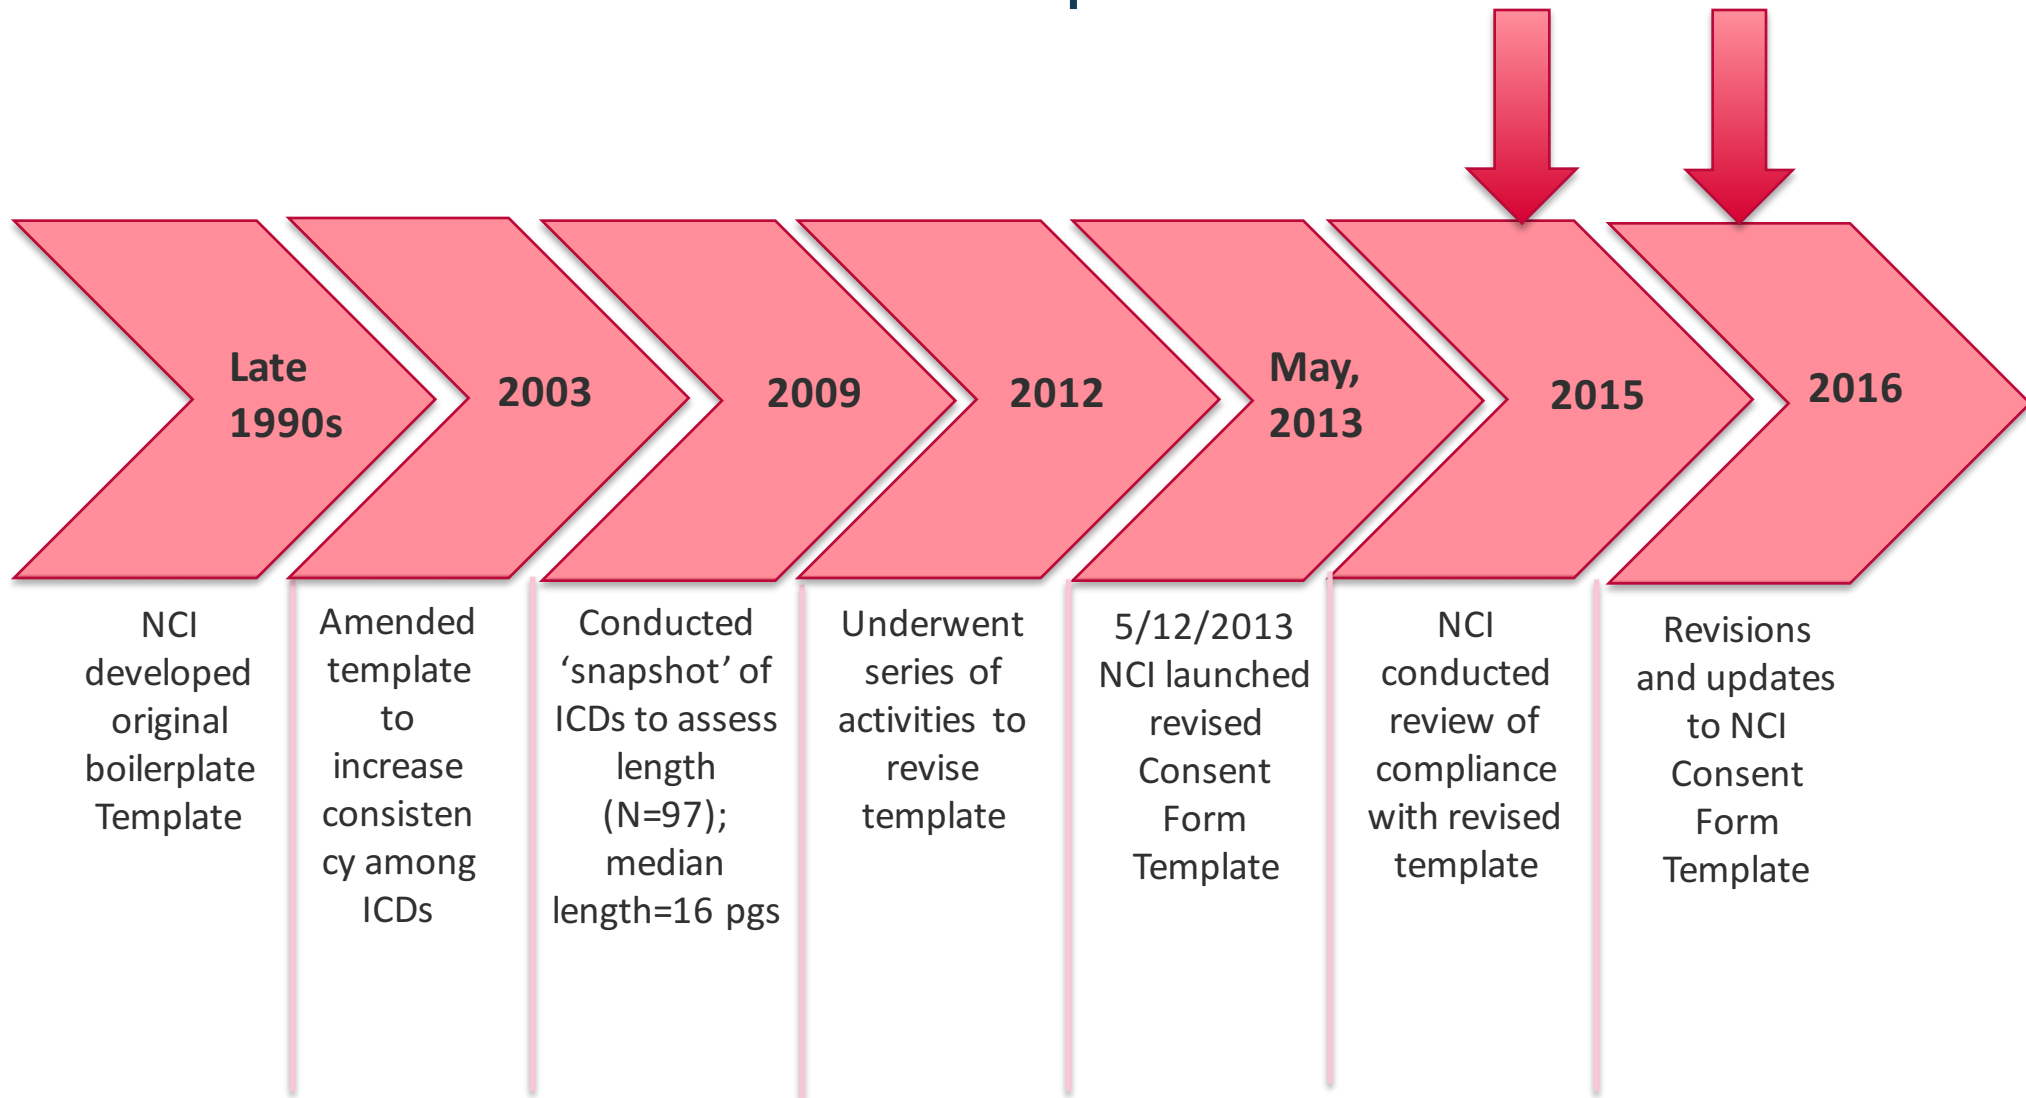 Late
1990s
2003
2009
2012
May,
2013
2015
2016
NCI
developed
original
boilerplate
Template
Amended
template
to
increase
consisten
cy among
ICDs
Conducted
‘snapshot’ of
ICDs to assess
length
(N=97);
median
length=16 pgs
Underwent
series of
activities to
revise
template
5/12/2013
NCI launched
revised
Consent
Form
Template
NCI
conducted
review of
compliance
with revised
template
Revisions
and updates
to NCI
Consent
Form
Template